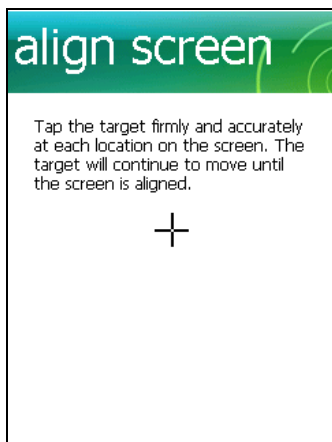 align screen
Tap the target firmly and accurately
at each location on the screen. The
target will continue to move until
the screen is aligned.